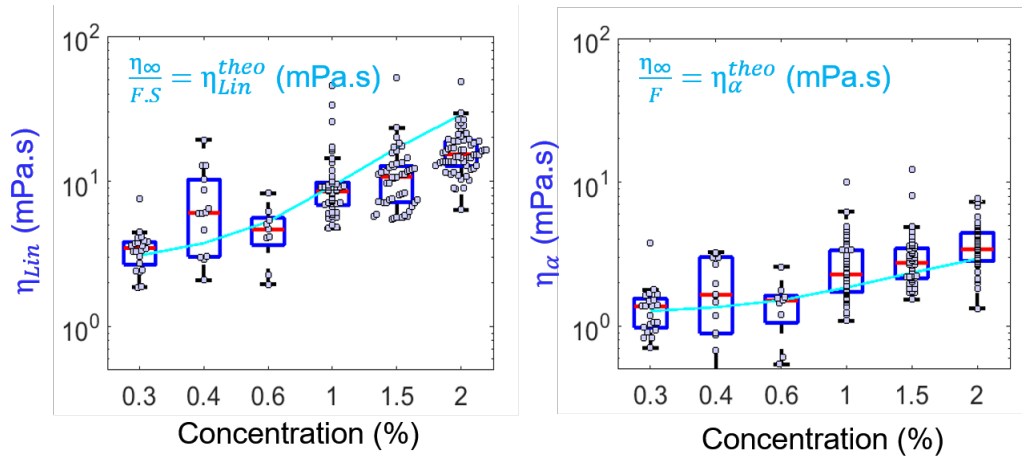 10²
η∞/F.S = η_Lin^theo (mPa.s)
10¹
η_Lin (mPa.s)
10⁰
0.3 0.4 0.6 1 1.5 2
Concentration (%)
10²
η∞/F = η_α^theo (mPa.s)
10¹
η_α (mPa.s)
10⁰
0.3 0.4 0.6 1 1.5 2
Concentration (%)